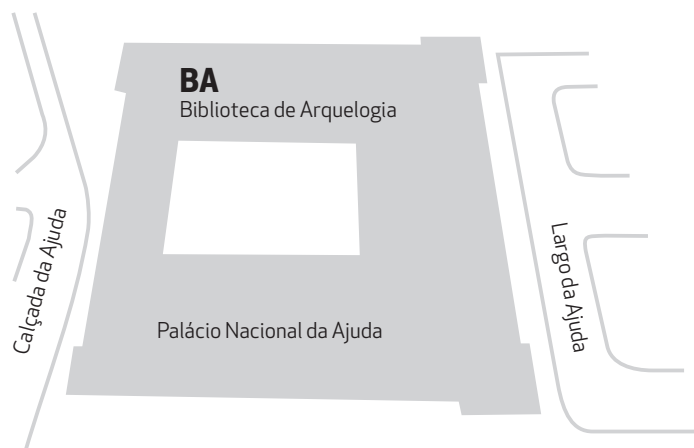 BA
Biblioteca de Arquelogia
Calçada da Ajuda
Largo da Ajuda
Palácio Nacional da Ajuda